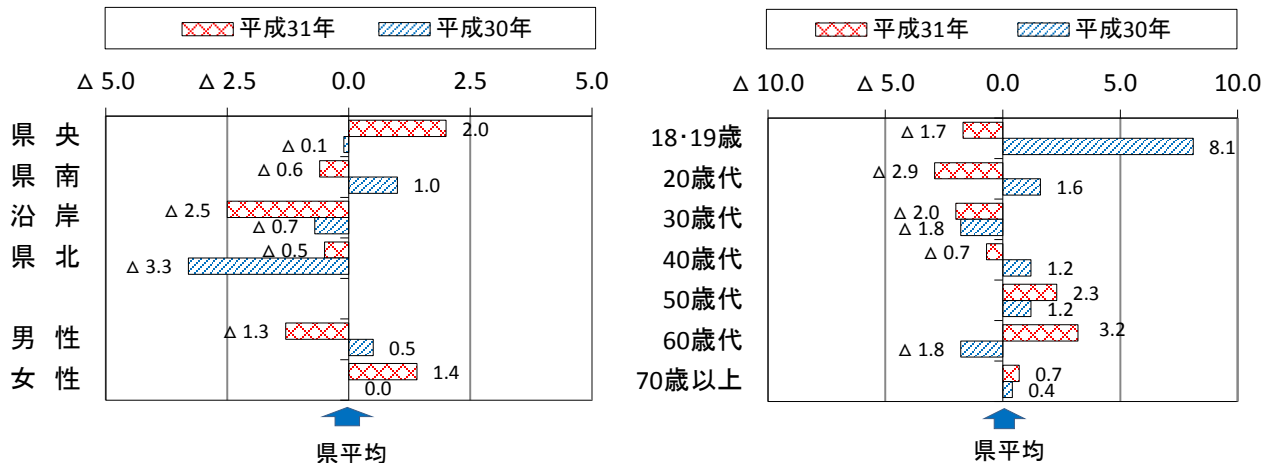 平成31年 平成30年
△ 5.0 △ 2.5 0.0 2.5 5.0
県 央 2.0
△ 0.1
県 南 △ 0.6
1.0
沿 岸 △ 2.5
△ 0.7
県 北 △ 0.5
△ 3.3
男 性 △ 1.3
0.5
女 性 1.4
0.0
県平均
平成31年 平成30年
△ 10.0 △ 5.0 0.0 5.0 10.0
18・19歳 △ 1.7
8.1
20歳代 △ 2.9
1.6
30歳代 △ 2.0
△ 1.8
40歳代 △ 0.7
1.2
50歳代 2.3
1.2
60歳代 3.2
△ 1.8
70歳以上 0.7
0.4
県平均